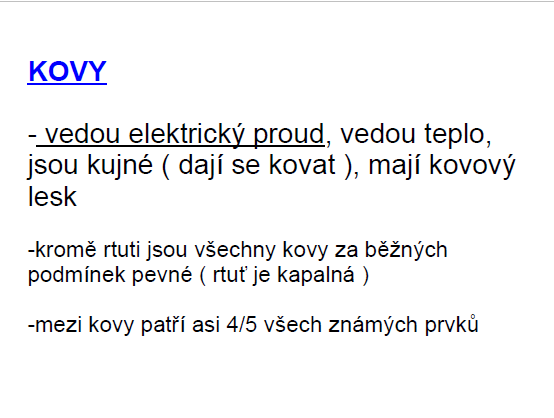 KOVY
- vedou elektrický proud, vedou teplo,
jsou kujné ( dají se kovat ), mají kovový
lesk
-kromě rtuti jsou všechny kovy za běžných
podmínek pevné ( rtuť je kapalná )
-mezi kovy patří asi 4/5 všech známých prvků